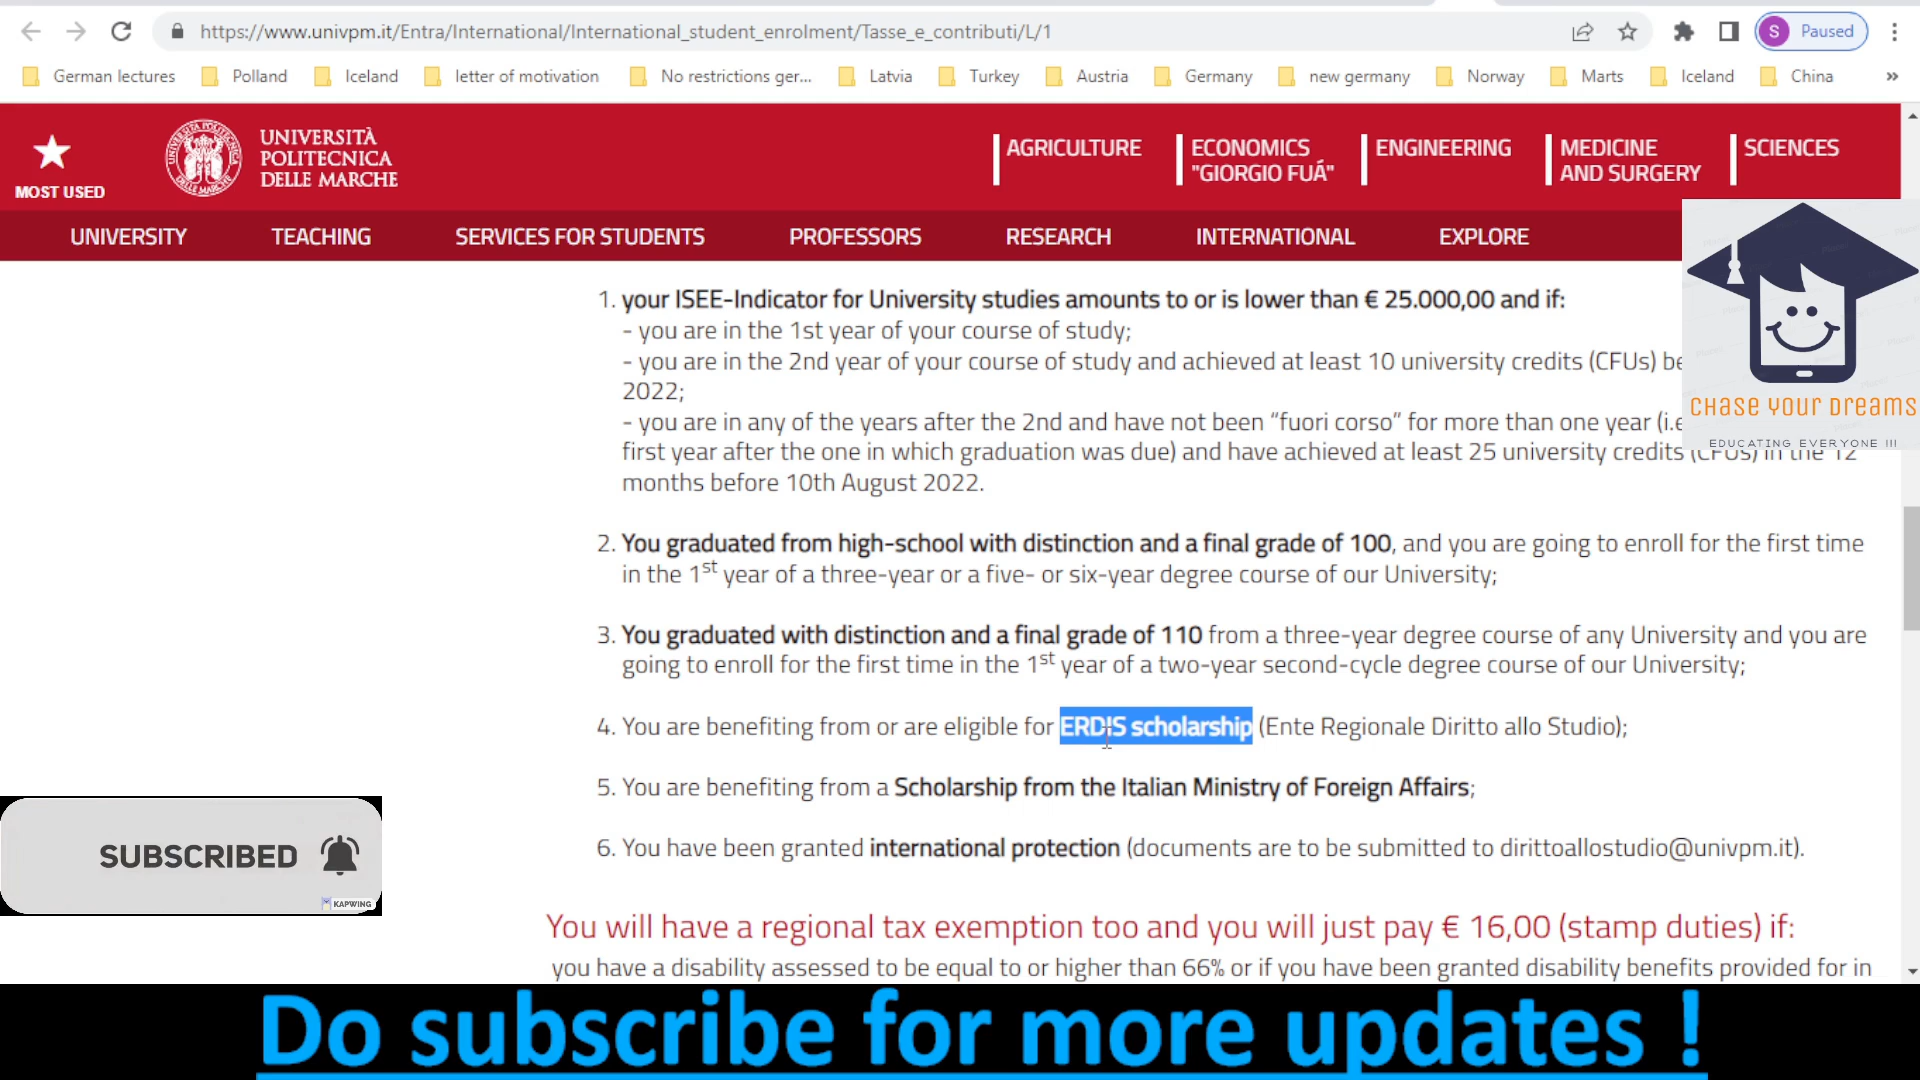 https://www.univpm.it/Entra/International/International_student_enrolment/Tasse_e_contributi/L/1
S
Paused
German lectures
Polland
Iceland
letter of motivation
No restrictions ger...
Latvia
Turkey
Austria
Germany
new germany
Norway
Marts
Iceland
China
»
MOST USED
UNIVERSITÀ
POLITECNICA
DELLE MARCHE
AGRICULTURE
ECONOMICS
"GIORGIO FUÁ"
ENGINEERING
MEDICINE
AND SURGERY
SCIENCES
UNIVERSITY
TEACHING
SERVICES FOR STUDENTS
PROFESSORS
RESEARCH
INTERNATIONAL
EXPLORE
1. your ISEE-Indicator for University studies amounts to or is lower than € 25.000,00 and if:
- you are in the 1st year of your course of study;
- you are in the 2nd year of your course of study and achieved at least 10 university credits (CFUs) be
2022;
- you are in any of the years after the 2nd and have not been “fuori corso” for more than one year (i.e
first year after the one in which graduation was due) and have achieved at least 25 university credits (CFUs) in the 12
months before 10th August 2022.
2. You graduated from high-school with distinction and a final grade of 100, and you are going to enroll for the first time
in the 1st year of a three-year or a five- or six-year degree course of our University;
3. You graduated with distinction and a final grade of 110 from a three-year degree course of any University and you are
going to enroll for the first time in the 1st year of a two-year second-cycle degree course of our University;
4. You are benefiting from or are eligible for ERDIS scholarship (Ente Regionale Diritto allo Studio);
5. You are benefiting from a Scholarship from the Italian Ministry of Foreign Affairs;
6. You have been granted international protection (documents are to be submitted to dirittoallostudio@univpm.it).
You will have a regional tax exemption too and you will just pay € 16,00 (stamp duties) if:
you have a disability assessed to be equal to or higher than 66% or if you have been granted disability benefits provided for in
CHASE YOUR DREAMS
EDUCATING EVERYONE !!!
SUBSCRIBED
KAPWING
Do subscribe for more updates !